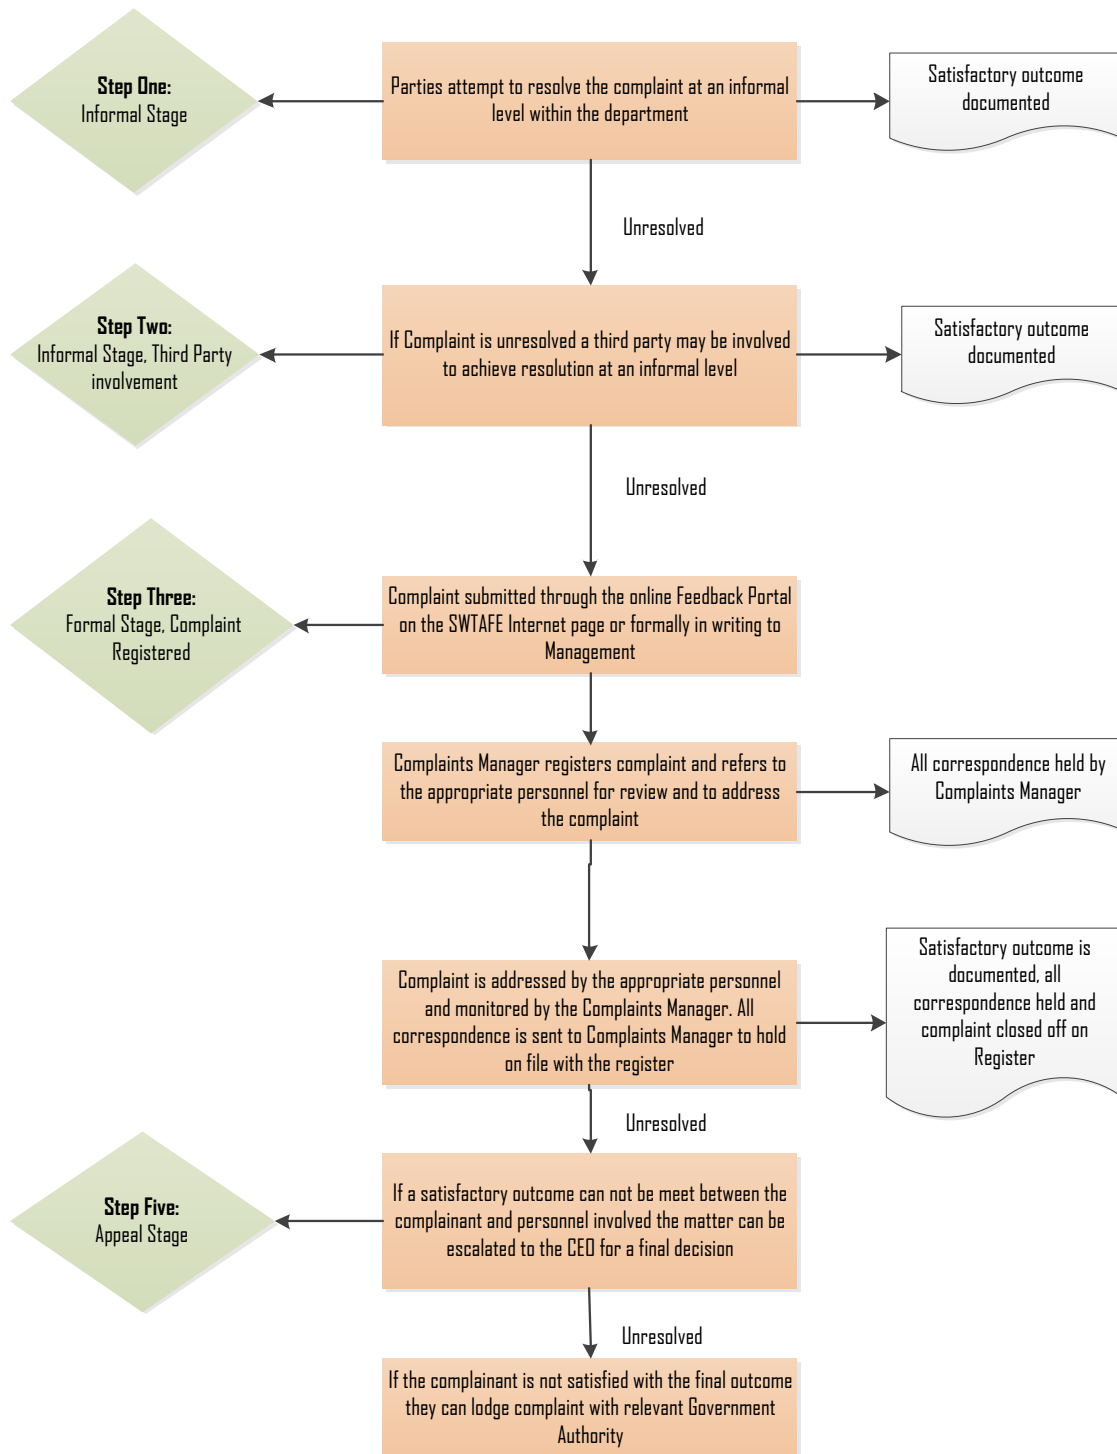 Step One:
Informal Stage
Parties attempt to resolve the complaint at an informal
level within the department
Satisfactory outcome
documented
Unresolved
Step Two:
Informal Stage, Third Party
involvement
If Complaint is unresolved a third party may be involved
to achieve resolution at an informal level
Satisfactory outcome
documented
Unresolved
Step Three:
Formal Stage, Complaint
Registered
Complaint submitted through the online Feedback Portal
on the SWTAFE Internet page or formally in writing to
Management
Complaints Manager registers complaint and refers to
the appropriate personnel for review and to address
the complaint
All correspondence held by
Complaints Manager
Complaint is addressed by the appropriate personnel
and monitored by the Complaints Manager. All
correspondence is sent to Complaints Manager to hold
on file with the register
Satisfactory outcome is
documented, all
correspondence held and
complaint closed off on
Register
Unresolved
Step Five:
Appeal Stage
If a satisfactory outcome can not be meet between the
complainant and personnel involved the matter can be
escalated to the CEO for a final decision
Unresolved
If the complainant is not satisfied with the final outcome
they can lodge complaint with relevant Government
Authority